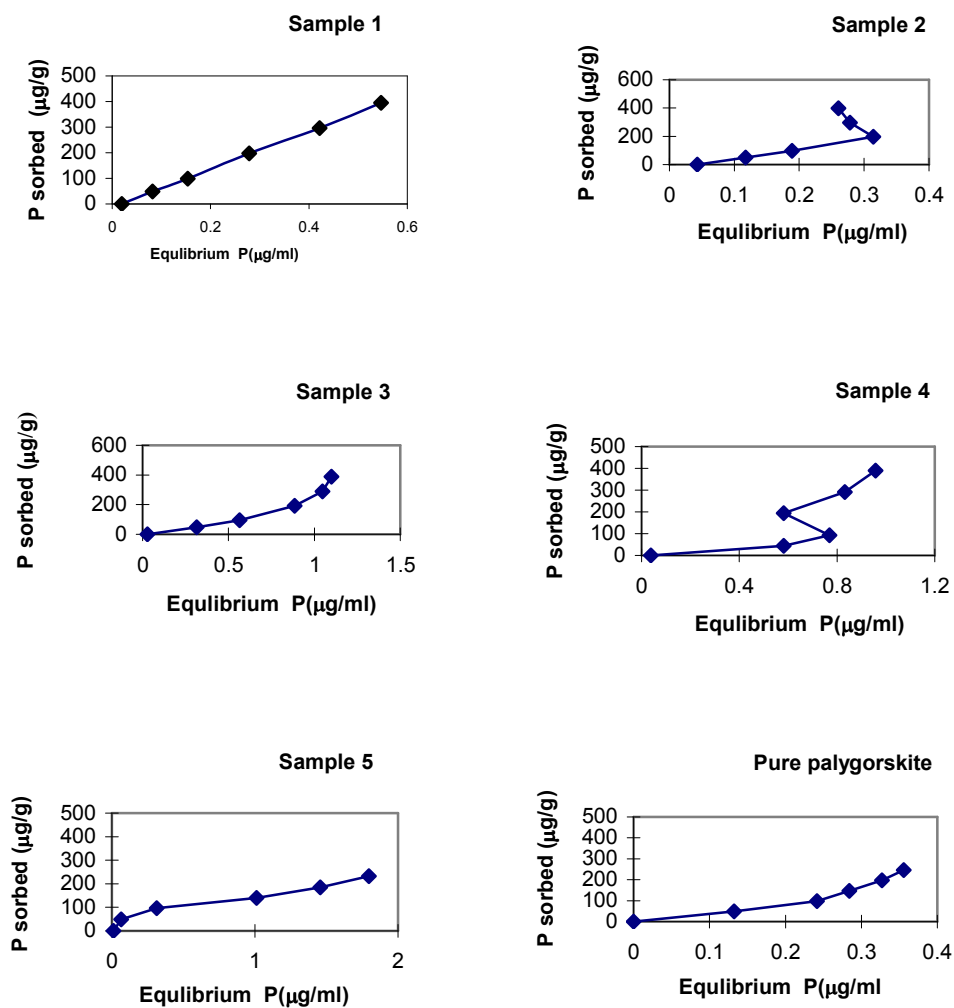 Sample 1
P sorbed (μg/g)
500
400
300
200
100
0
0 0.2 0.4 0.6
Equlibrium P(μg/ml)
Sample 2
P sorbed (μg/g)
600
400
200
0
0 0.1 0.2 0.3 0.4
Equlibrium P(μg/ml)
Sample 3
P sorbed (μg/g)
600
400
200
0
0 0.5 1 1.5
Equlibrium P(μg/ml)
Sample 4
P sorbed (μg/g)
500
400
300
200
100
0
0 0.4 0.8 1.2
Equlibrium P(μg/ml)
Sample 5
P sorbed (μg/g)
500
400
300
200
100
0
0 1 2
Equlibrium P(μg/ml)
Pure palygorskite
P sorbed (μg/g)
500
400
300
200
100
0
0 0.1 0.2 0.3 0.4
Equlibrium P(μg/ml